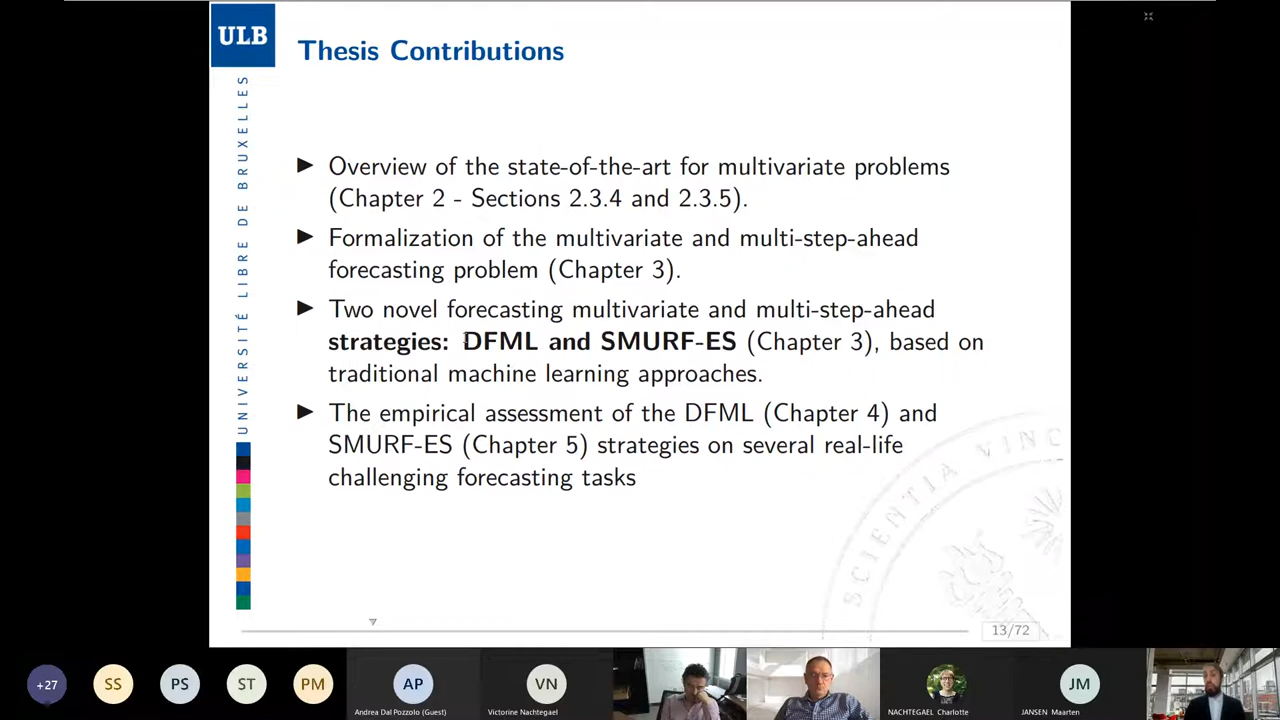 ULB
Thesis Contributions
UNIVERSITÉ LIBRE DE BRUXELLES
► Overview of the state-of-the-art for multivariate problems
(Chapter 2 - Sections 2.3.4 and 2.3.5).
► Formalization of the multivariate and multi-step-ahead
forecasting problem (Chapter 3).
► Two novel forecasting multivariate and multi-step-ahead
strategies: DFML and SMURF-ES (Chapter 3), based on
traditional machine learning approaches.
► The empirical assessment of the DFML (Chapter 4) and
SMURF-ES (Chapter 5) strategies on several real-life
challenging forecasting tasks
SCIENTIA VINC
13/72
+27
SS
PS
ST
PM
AP
Andrea Dal Pozzolo (Guest)
VN
Victorine Nachtegael
NACHTEGAEL Charlotte
JM
JANSEN Maarten